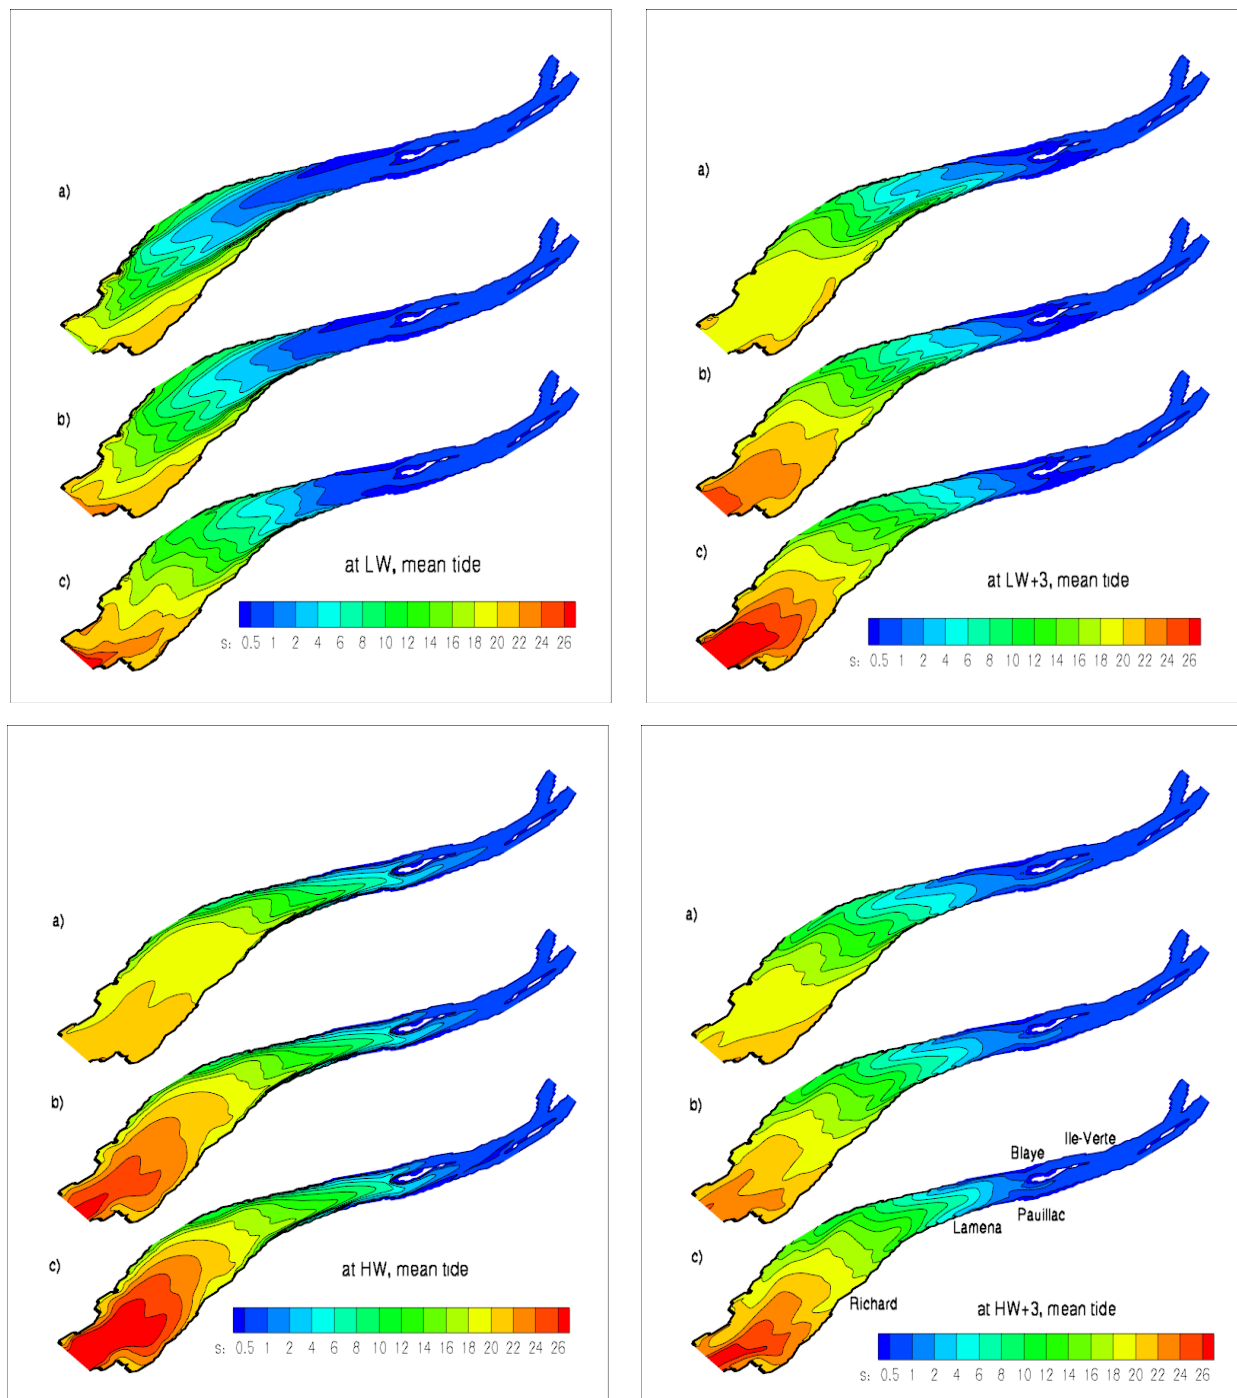 a)
b)
c)
at LW, mean tide
s: 0.5 1 2 4 6 8 10 12 14 16 18 20 22 24 26
a)
b)
c)
at LW+3, mean tide
s: 0.5 1 2 4 6 8 10 12 14 16 18 20 22 24 26
a)
b)
c)
at HW, mean tide
s: 0.5 1 2 4 6 8 10 12 14 16 18 20 22 24 26
a)
b)
Ile-Verte
Blaye
Pauillac
Lamena
c)
Richard
at HW+3, mean tide
s: 0.5 1 2 4 6 8 10 12 14 16 18 20 22 24 26